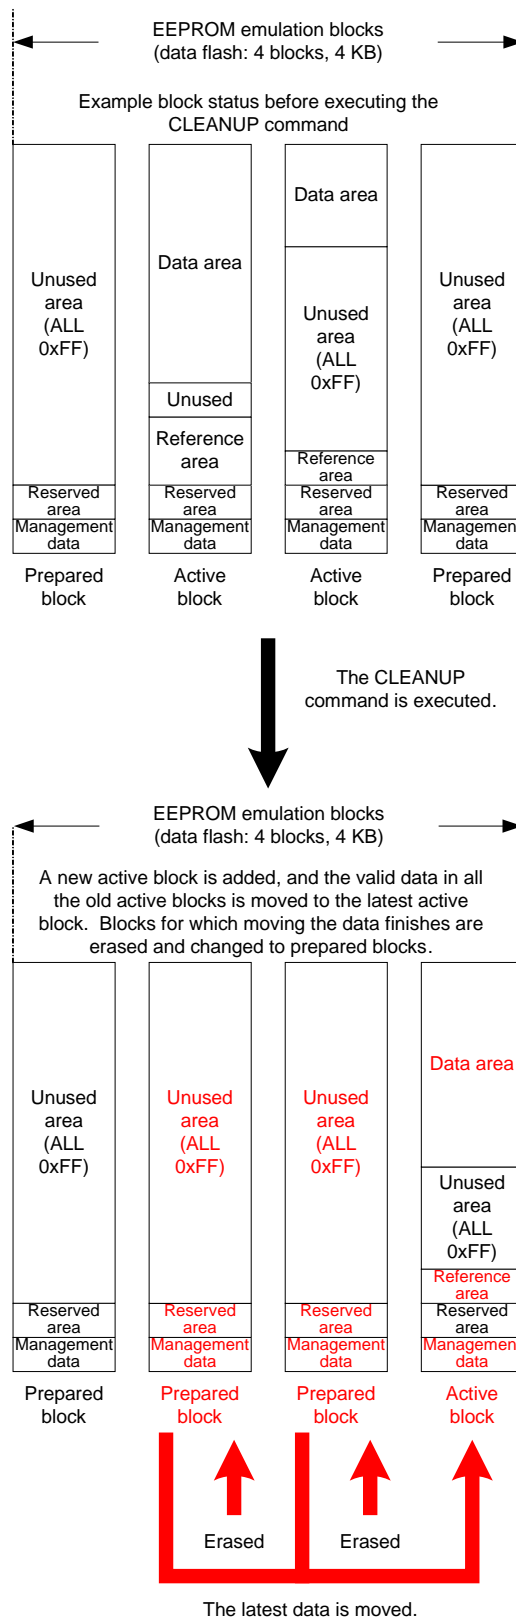 EEPROM emulation blocks
(data flash: 4 blocks, 4 KB)
Example block status before executing the
CLEANUP command
Unused
area
(ALL
0xFF)
Reserved
area
Management
data
Prepared
block
Data area
Unused
Reference
area
Reserved
area
Management
data
Active
block
Data area
Unused
area
(ALL
0xFF)
Reference
area
Reserved
area
Management
data
Active
block
Unused
area
(ALL
0xFF)
Reserved
area
Management
data
Prepared
block
The CLEANUP
command is executed.
EEPROM emulation blocks
(data flash: 4 blocks, 4 KB)
A new active block is added, and the valid data in all
the old active blocks is moved to the latest active
block.  Blocks for which moving the data finishes are
erased and changed to prepared blocks.
Unused
area
(ALL
0xFF)
Reserved
area
Management
data
Prepared
block
Unused
area
(ALL
0xFF)
Reserved
area
Management
data
Prepared
block
Unused
area
(ALL
0xFF)
Reserved
area
Management
data
Prepared
block
Data area
Unused
area
(ALL
0xFF)
Reference
area
Reserved
area
Management
data
Active
block
Erased
Erased
The latest data is moved.